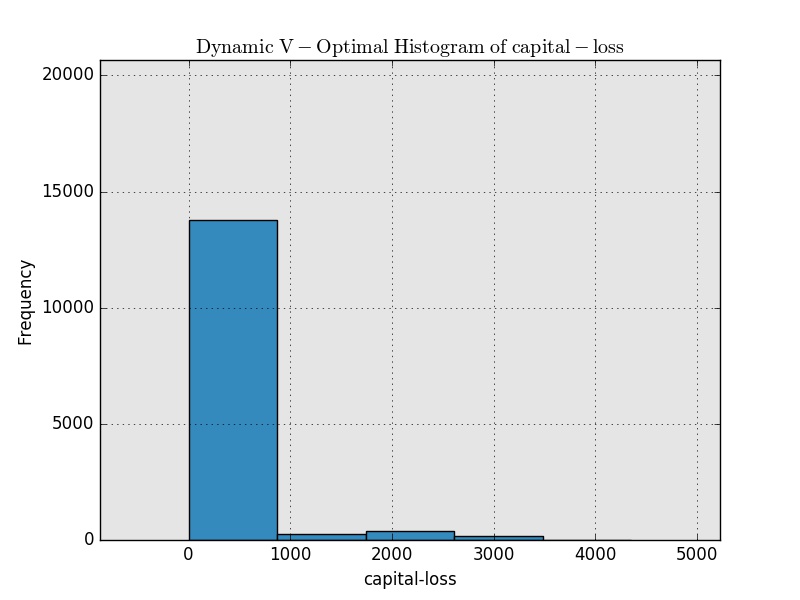 Dynamic V − Optimal Histogram of capital − loss
20000
15000
10000
5000
0
Frequency
0 1000 2000 3000 4000 5000
capital-loss